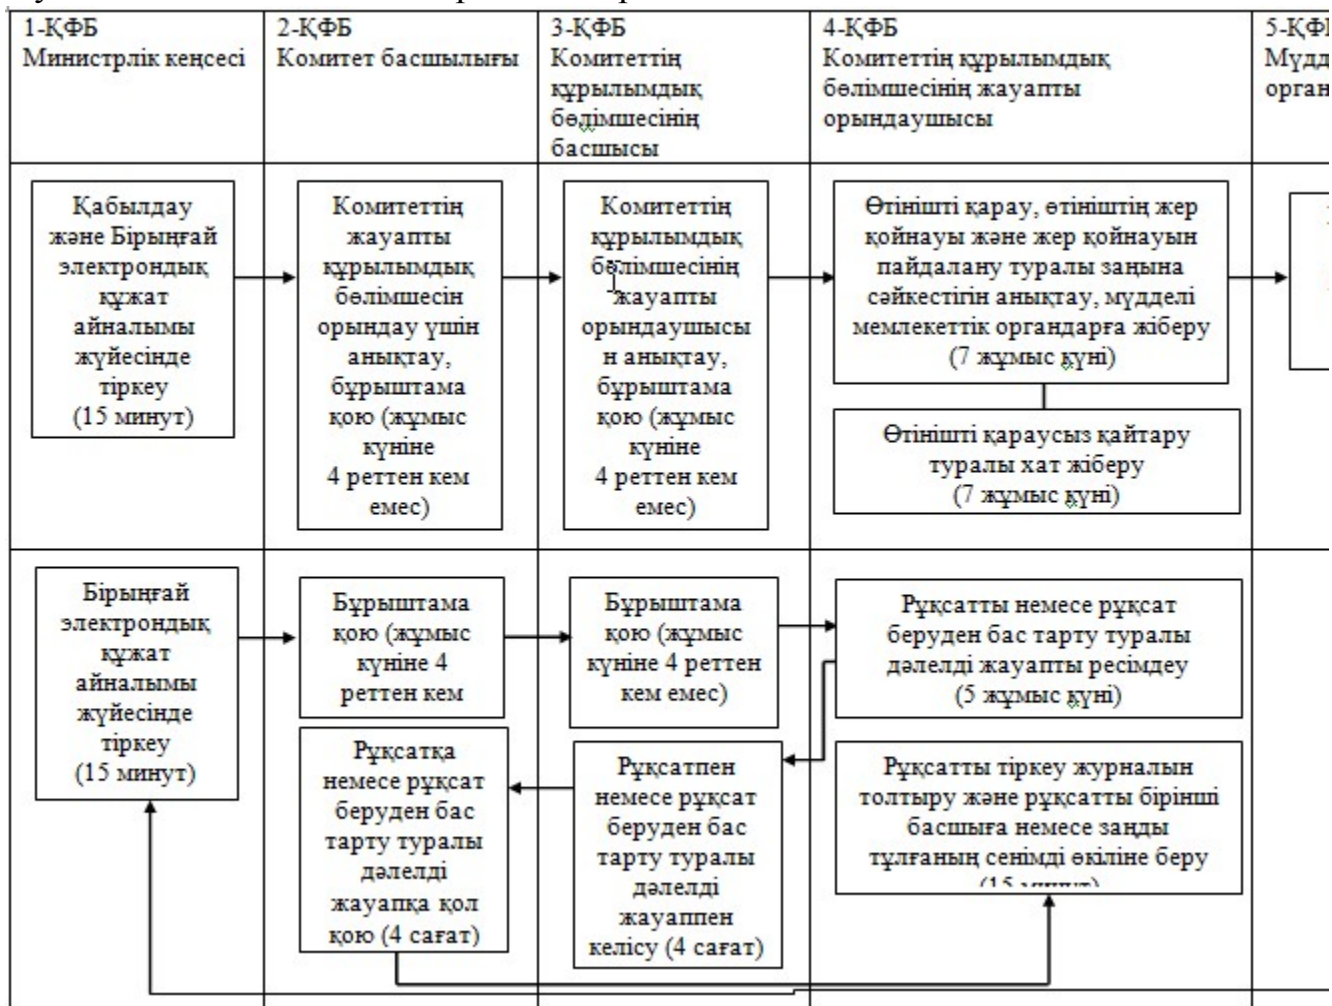 1-ҚФБ
Министрлік кеңсесі
2-ҚФБ
Комитет басшылығы
3-ҚФБ
Комитеттің
құрылымдық
бөлімшесінің
басшысы
4-ҚФБ
Комитеттің құрылымдық
бөлімшесінің жауапты
орындаушысы
Қабылдау
және Бірыңғай
электрондық
құжат
айналымы
жүйесінде
тіркеу
(15 минут)
Комитеттің
жауапты
құрылымдық
бөлімшесін
орындау үшін
анықтау,
бұрыштама
қою (жұмыс
күніне
4 реттен кем
емес)
Комитеттің
құрылымдық
бөлімшесінің
жауапты
орындаушысы
н анықтау,
бұрыштама
қою (жұмыс
күніне
4 реттен кем
емес)
Өтінішті қарау, өтініштің жер
қойнауы және жер қойнауын
пайдалану туралы заңына
сәйкестігін анықтау, мүдделі
мемлекеттік органдарға жіберу
(7 жұмыс күні)
Өтінішті қараусыз қайтару
туралы хат жіберу
(7 жұмыс күні)
Бірыңғай
электрондық
құжат
айналымы
жүйесінде
тіркеу
(15 минут)
Бұрыштама
қою (жұмыс
күніне 4
реттен кем
Бұрыштама
қою (жұмыс
күніне 4 реттен
кем емес)
Рұқсатты немесе рұқсат
беруден бас тарту туралы
дәлелді жауапты ресімдеу
(5 жұмыс күні)
Рұқсатқа
немесе рұқсат
беруден бас
тарту туралы
дәлелді
жауапқа қол
қою (4 сағат)
Рұқсатпен
немесе рұқсат
беруден бас
тарту туралы
дәлелді
жауаппен
келісу (4 сағат)
Рұқсатты тіркеу журналын
толтыру және рұқсатты бірінші
басшыға немесе заңды
тұлғаның сенімді өкіліне беру
(15 минут)